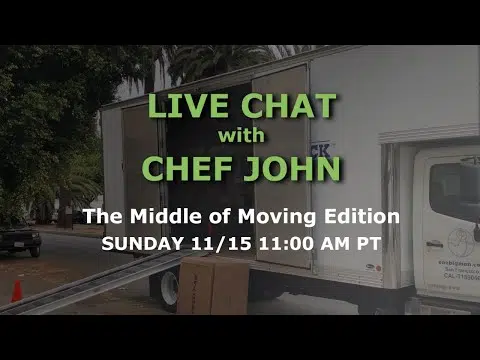 LIVE CHAT
with
CHEF JOHN
The Middle of Moving Edition
SUNDAY 11/15 11:00 AM PT